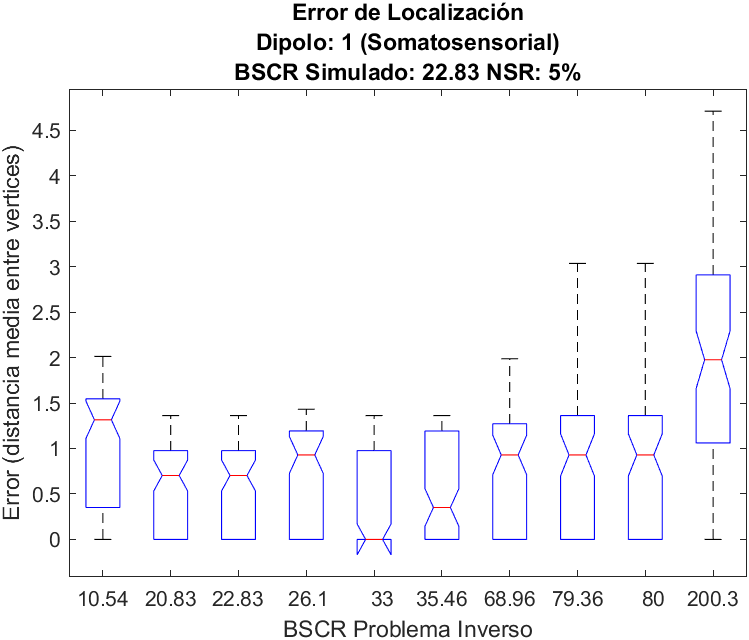 Error de Localización
Dipolo: 1 (Somatosensorial)
BSCR Simulado: 22.83 NSR: 5%
Error (distancia media entre vertices)
4.5
4
3.5
3
2.5
2
1.5
1
0.5
0
10.54 20.83 22.83 26.1 33 35.46 68.96 79.36 80 200.3
BSCR Problema Inverso